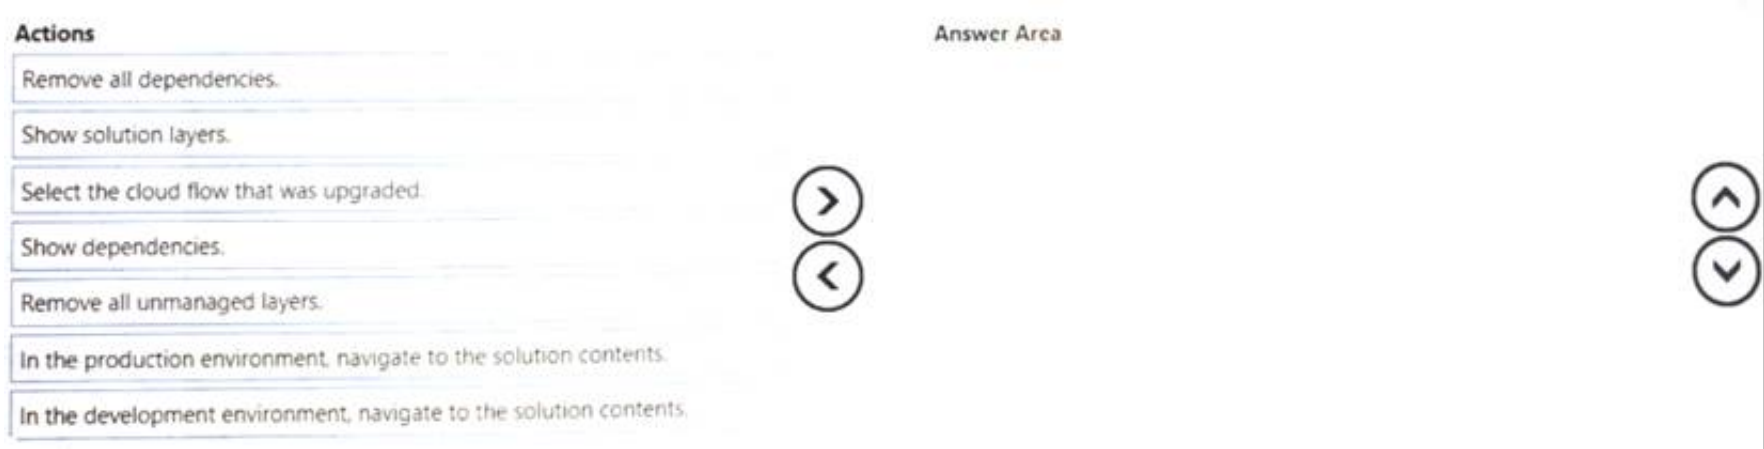 Actions
Answer Area
Remove all dependencies.
Show solution layers.
Select the cloud flow that was upgraded.
Show dependencies.
Remove all unmanaged layers.
In the production environment, navigate to the solution contents.
In the development environment, navigate to the solution contents.